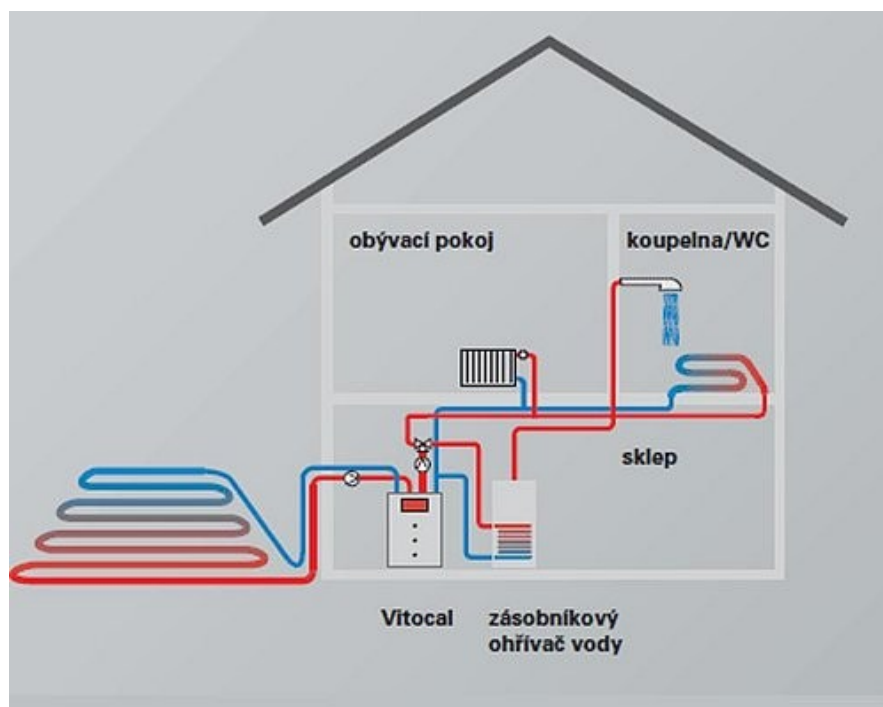 obývací pokoj
koupelna/WC
sklep
Vitocal
zásobníkový
ohřívač vody